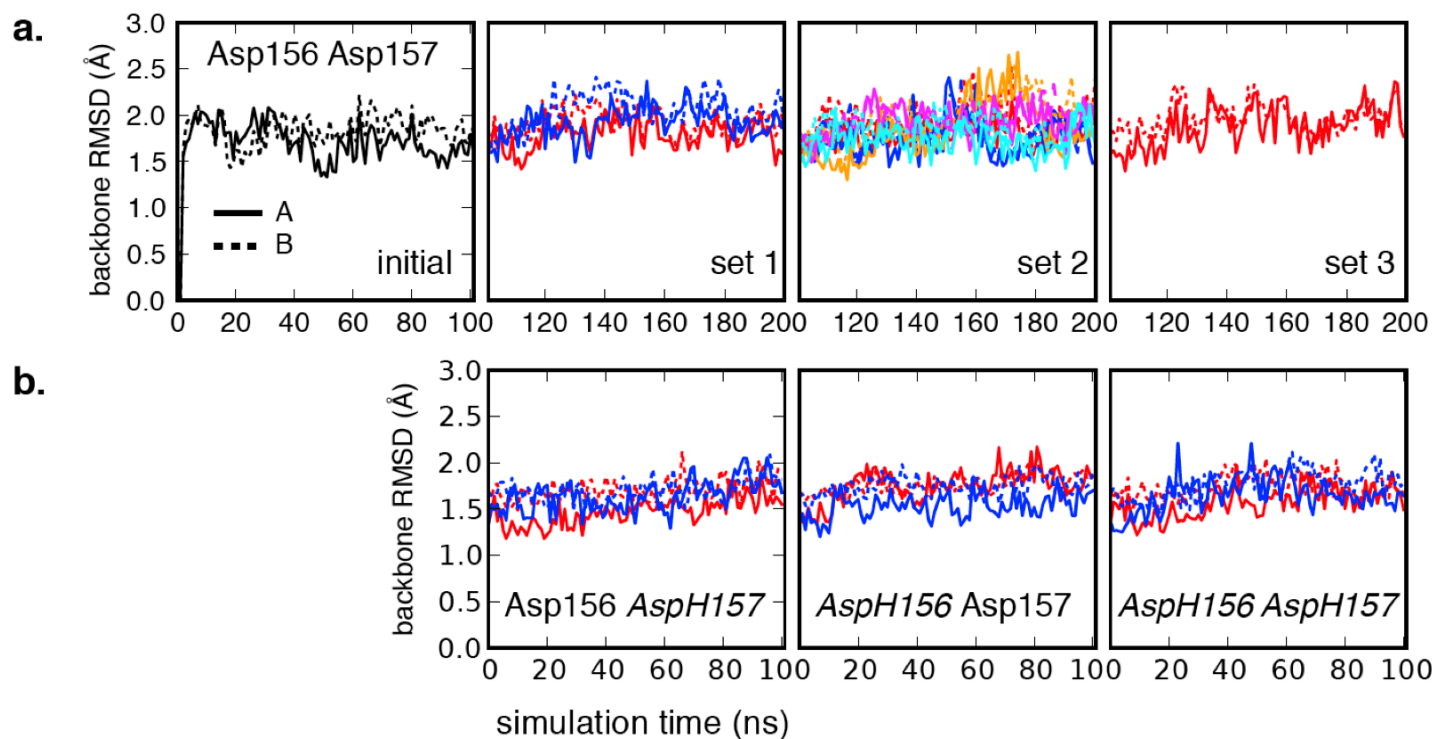 a.
backbone RMSD (Å)
3.0
2.5
2.0
1.5
1.0
0.5
0.0
Asp156 Asp157
A
B
initial
set 1
set 2
set 3
0 20 40 60 80 100
120 140 160 180 200
120 140 160 180 200
120 140 160 180 200
b.
backbone RMSD (Å)
3.0
2.5
2.0
1.5
1.0
0.5
0.0
Asp156 AspH157
AspH156 Asp157
AspH156 AspH157
0 20 40 60 80 100
20 40 60 80 100
20 40 60 80 100
simulation time (ns)